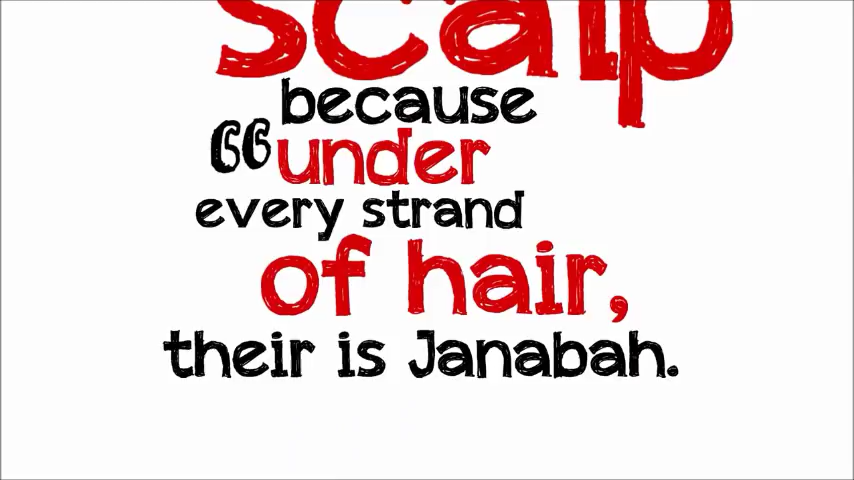 scalp
because
“under
every strand
of hair,
their is Janabah.